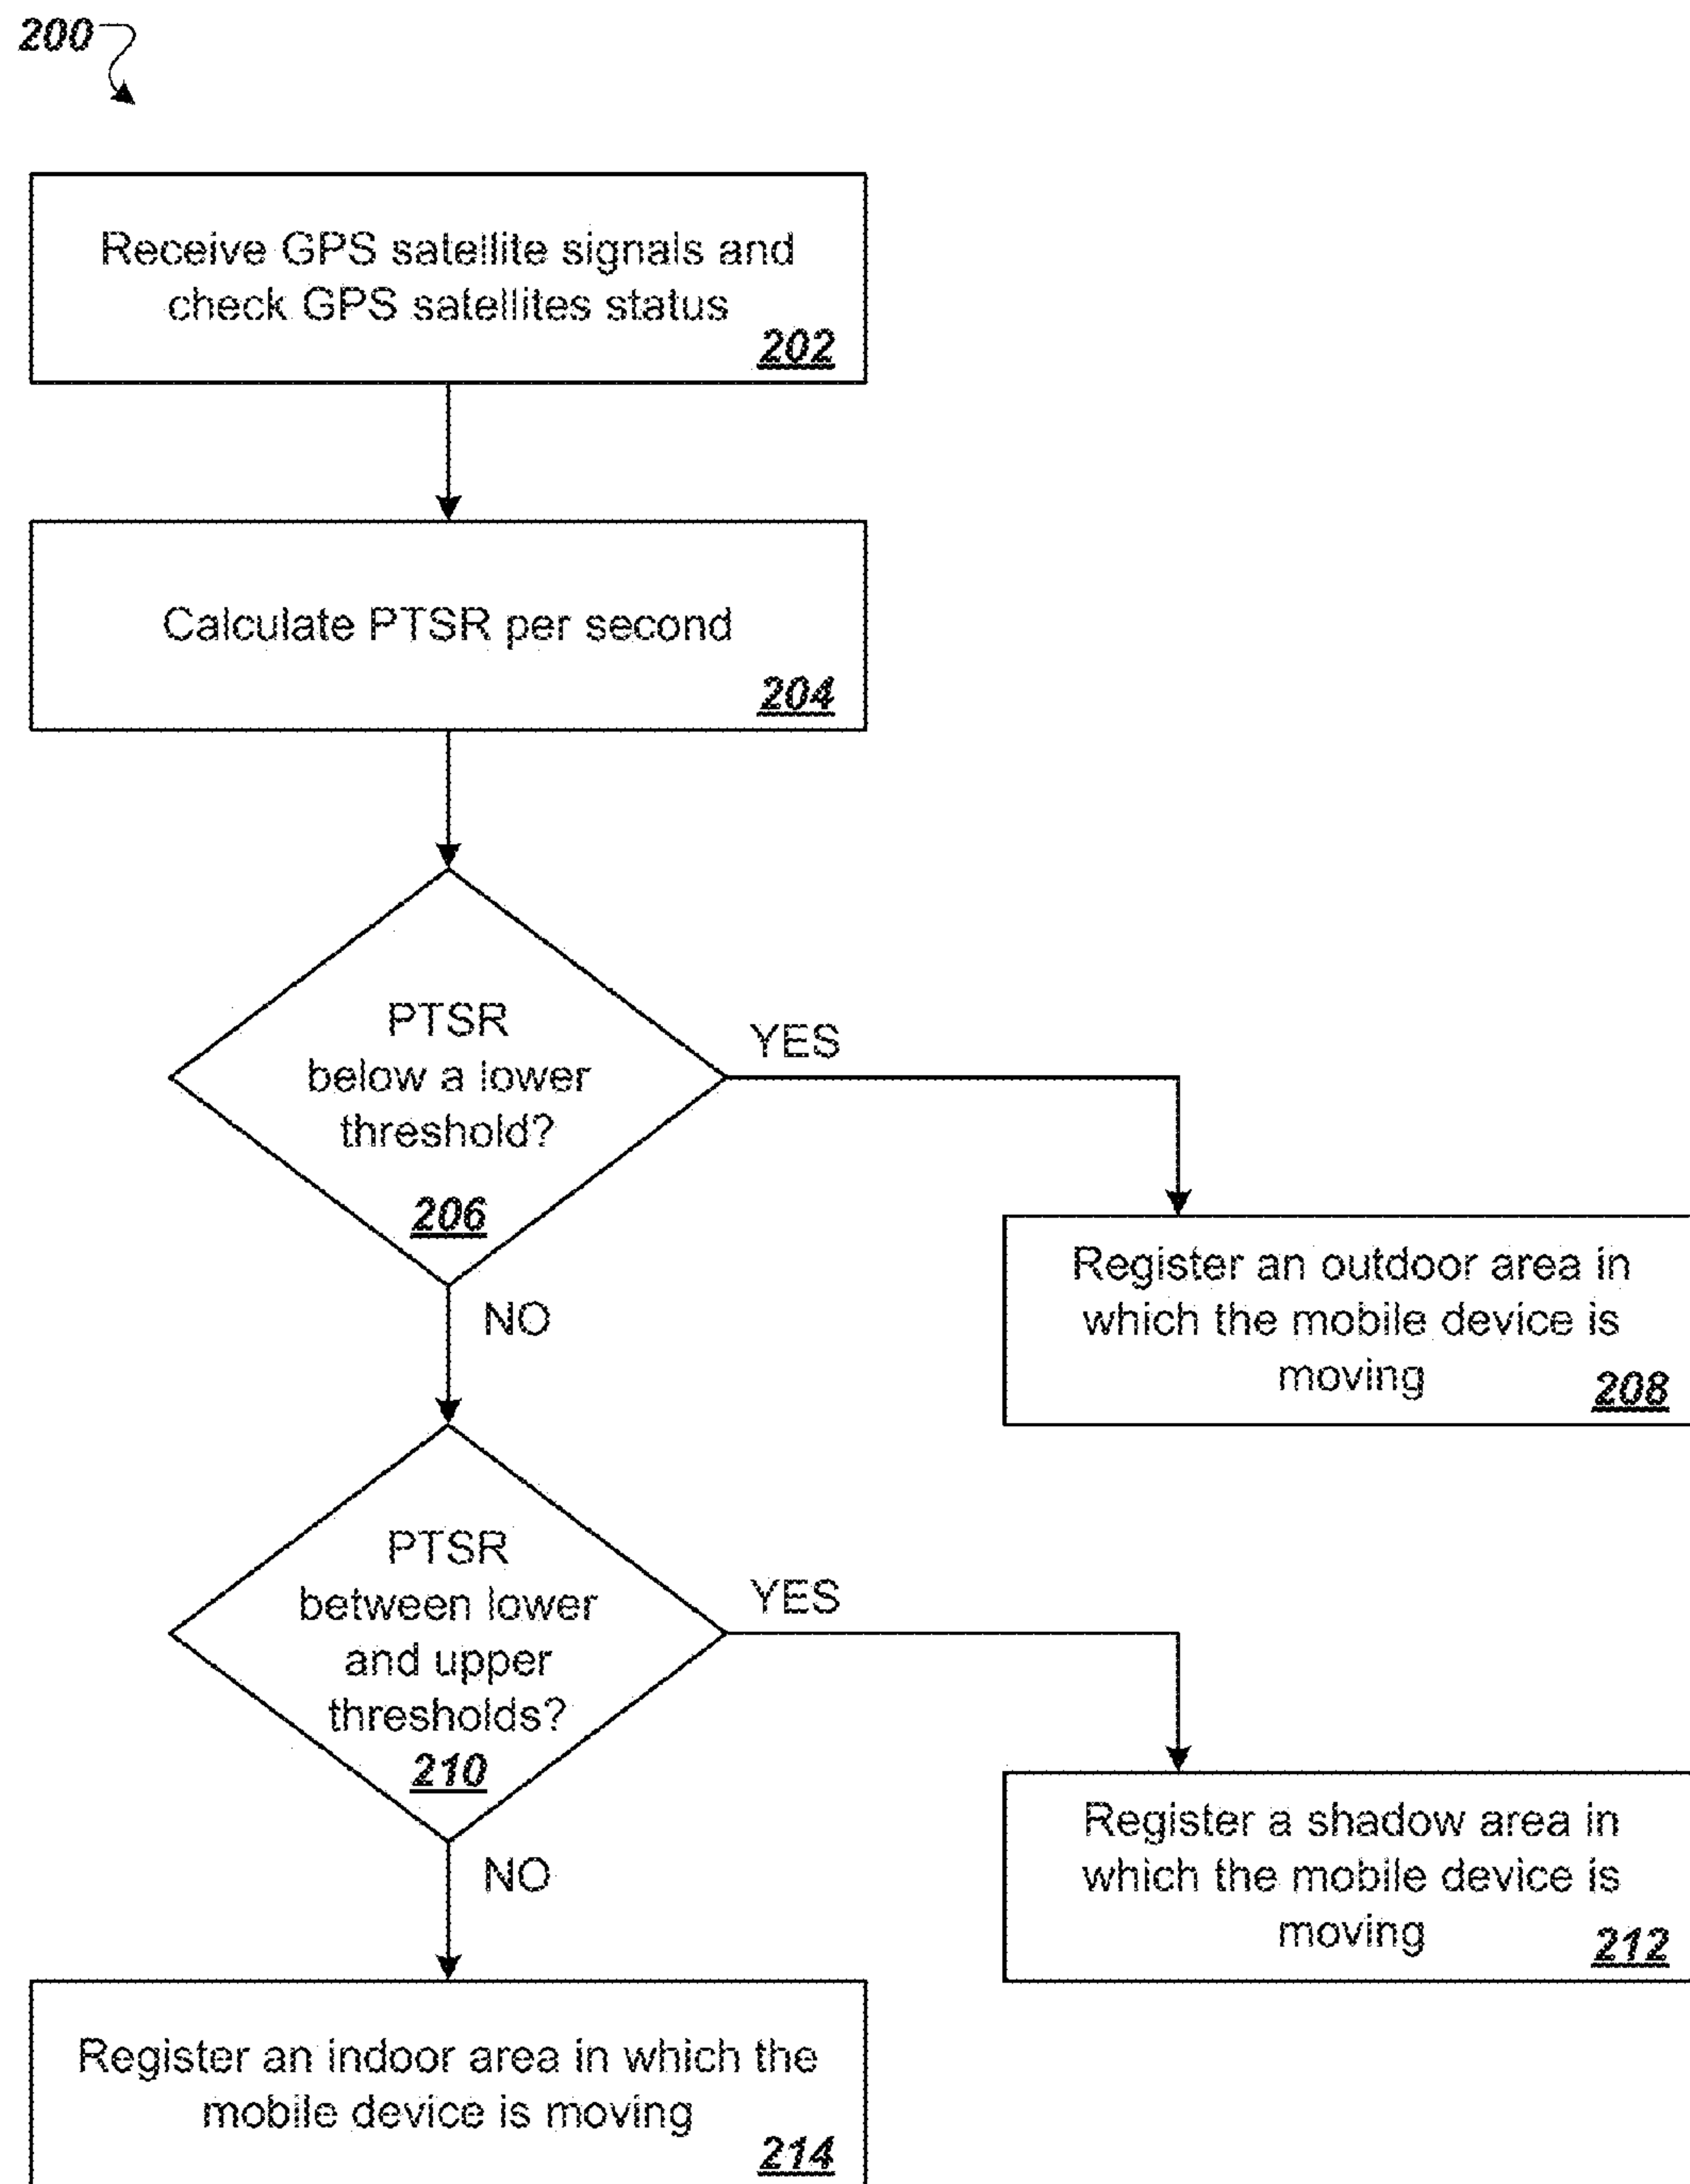 200
Receive GPS satellite signals and
check GPS satellites status
202
Calculate PTSR per second
204
PTSR
below a lower
threshold?
206
YES
NO
Register an outdoor area in
which the mobile device is
moving
208
PTSR
between lower
and upper
thresholds?
210
YES
NO
Register a shadow area in
which the mobile device is
moving
212
Register an indoor area in which the
mobile device is moving
214